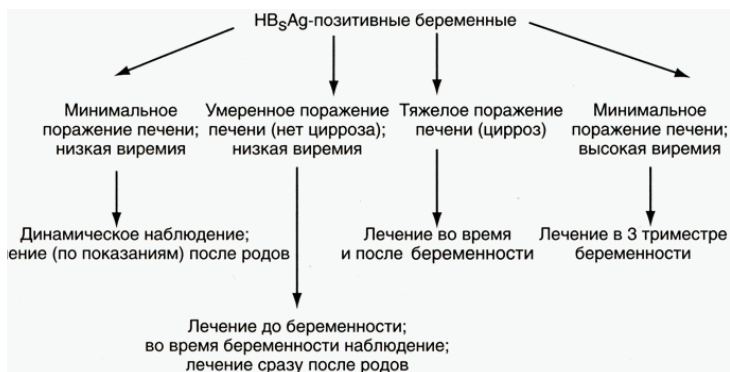 HBSAg-позитивные беременные
Минимальное
поражение печени;
низкая виремия
Умеренное поражение
печени (нет цирроза);
низкая виремия
Тяжелое поражение
печени (цирроз)
Минимальное
поражение печени;
высокая виремия
Динамическое наблюдение;
ение (по показаниям) после родов
Лечение во время
и после беременности
Лечение в 3 триместре
беременности
Лечение до беременности;
во время беременности наблюдение;
лечение сразу после родов